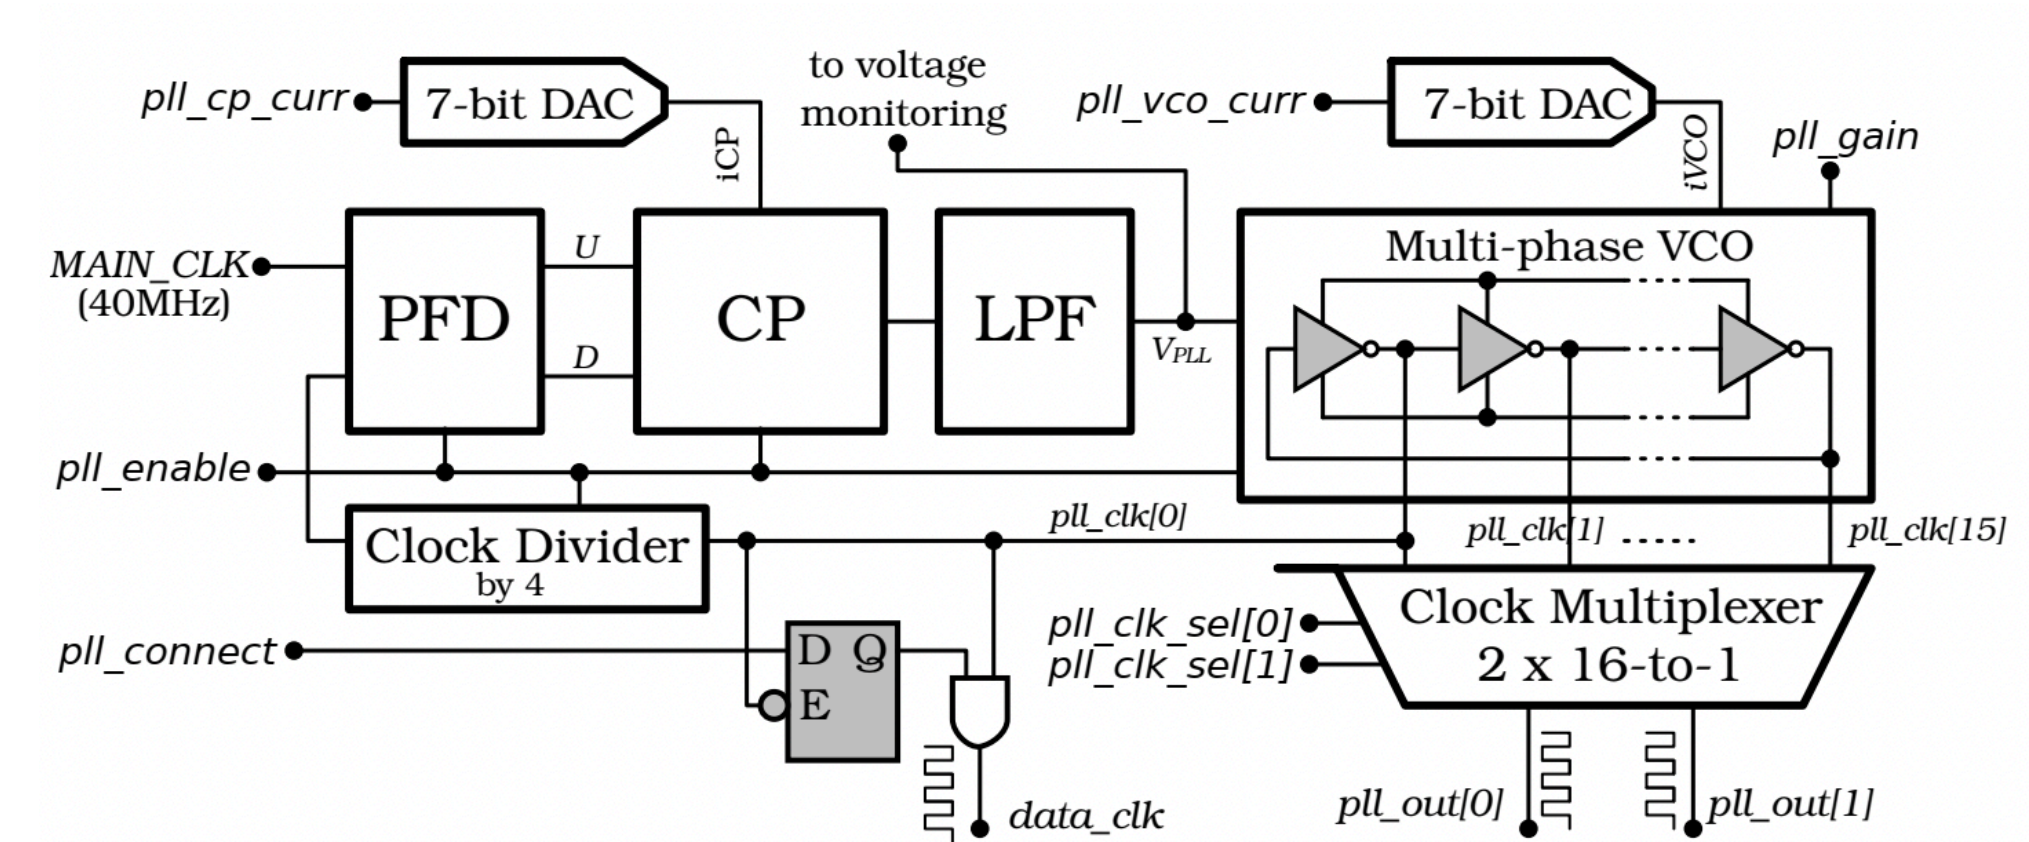 to voltage
monitoring
pll_cp_curr
7-bit DAC
iCP
pll_vco_curr
7-bit DAC
iVCO
pll_gain
MAIN_CLK
(40MHz)
PFD
U
D
CP
LPF
VPLL
Multi-phase VCO
pll_enable
Clock Divider
by 4
pll_clk[0]
pll_clk[1]
.....
pll_clk[15]
pll_connect
D Q
E
pll_clk_sel[0]
pll_clk_sel[1]
Clock Multiplexer
2 x 16-to-1
data_clk
pll_out[0]
pll_out[1]